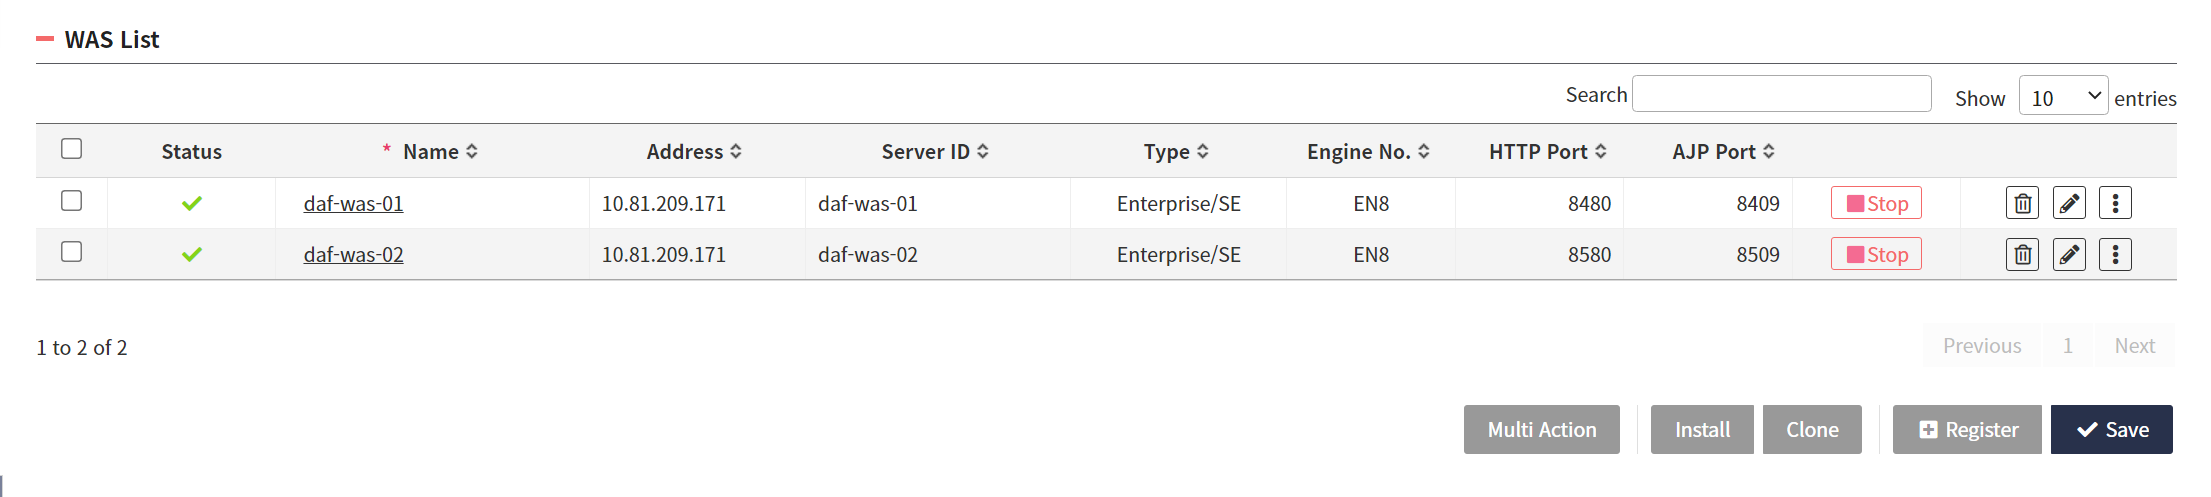 WAS List
Search Show 10 entries
Status * Name Address Server ID Type Engine No. HTTP Port AJP Port
daf-was-01 10.81.209.171 daf-was-01 Enterprise/SE EN8 8480 8409 Stop
daf-was-02 10.81.209.171 daf-was-02 Enterprise/SE EN8 8580 8509 Stop
1 to 2 of 2 Previous 1 Next
Multi Action Install Clone Register Save